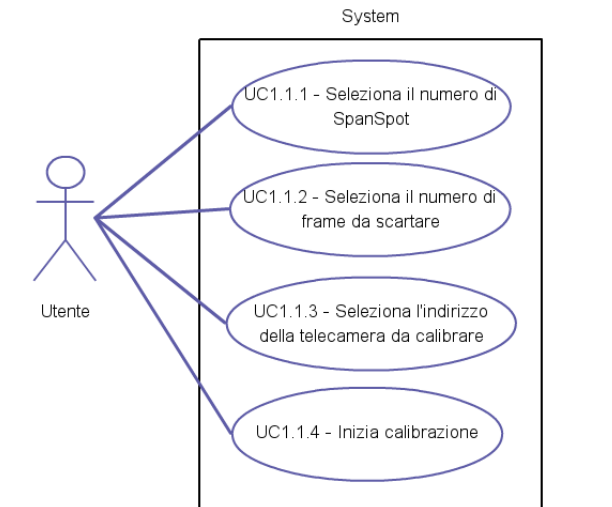 System
UC1.1.1 - Seleziona il numero di
SpanSpot
UC1.1.2 - Seleziona il numero di
frame da scartare
Utente
UC1.1.3 - Seleziona l'indirizzo
della telecamera da calibrare
UC1.1.4 - Inizia calibrazione